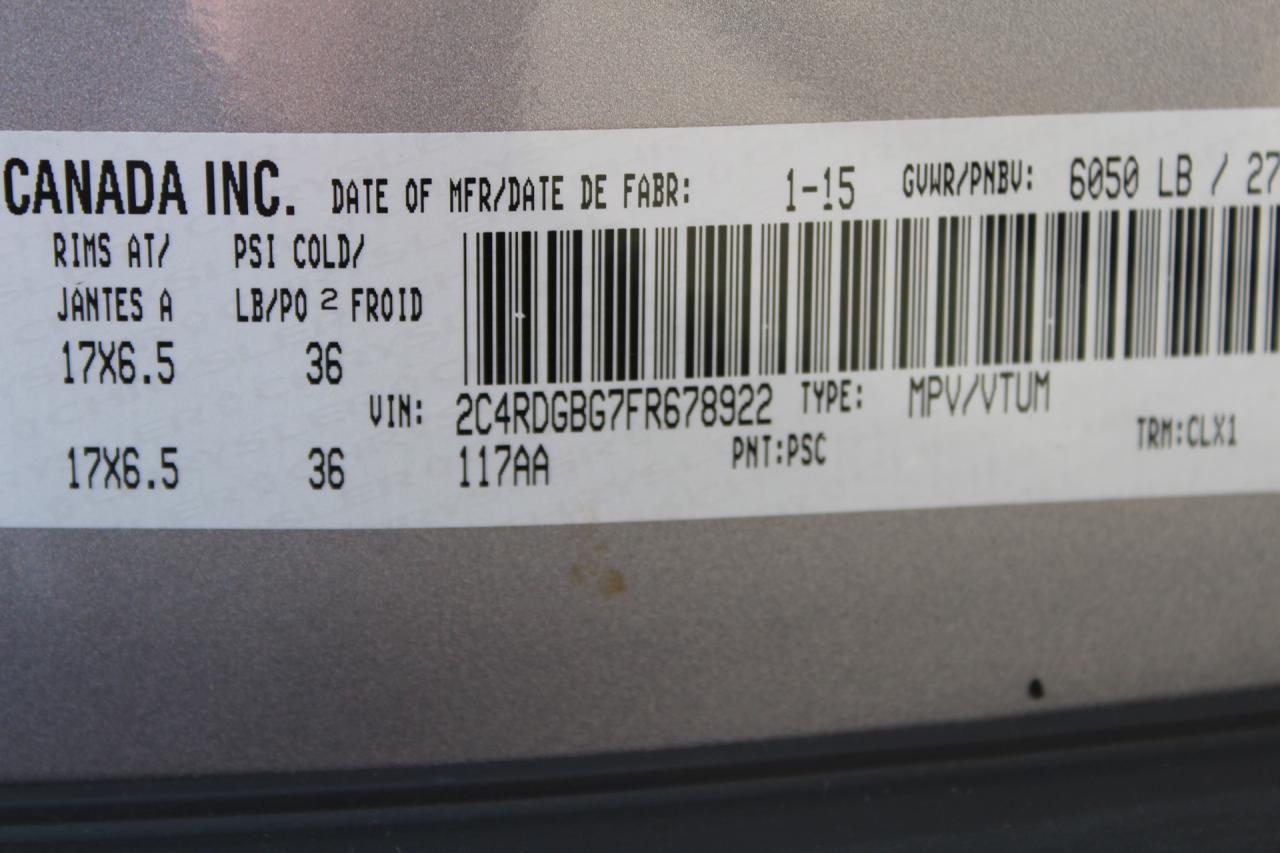 CANADA INC. DATE OF MFR/DATE DE FABR: 1-15 GVWR/PNBV: 6050 LB / 27
RIMS AT/ PSI COLD/
JANTES A LB/PO 2 FROID
17X6.5 36
VIN: 2C4RDGBG7FR678922 TYPE: MPV/VTUM
17X6.5 36 117AA PNT:PSC TRM:CLX1